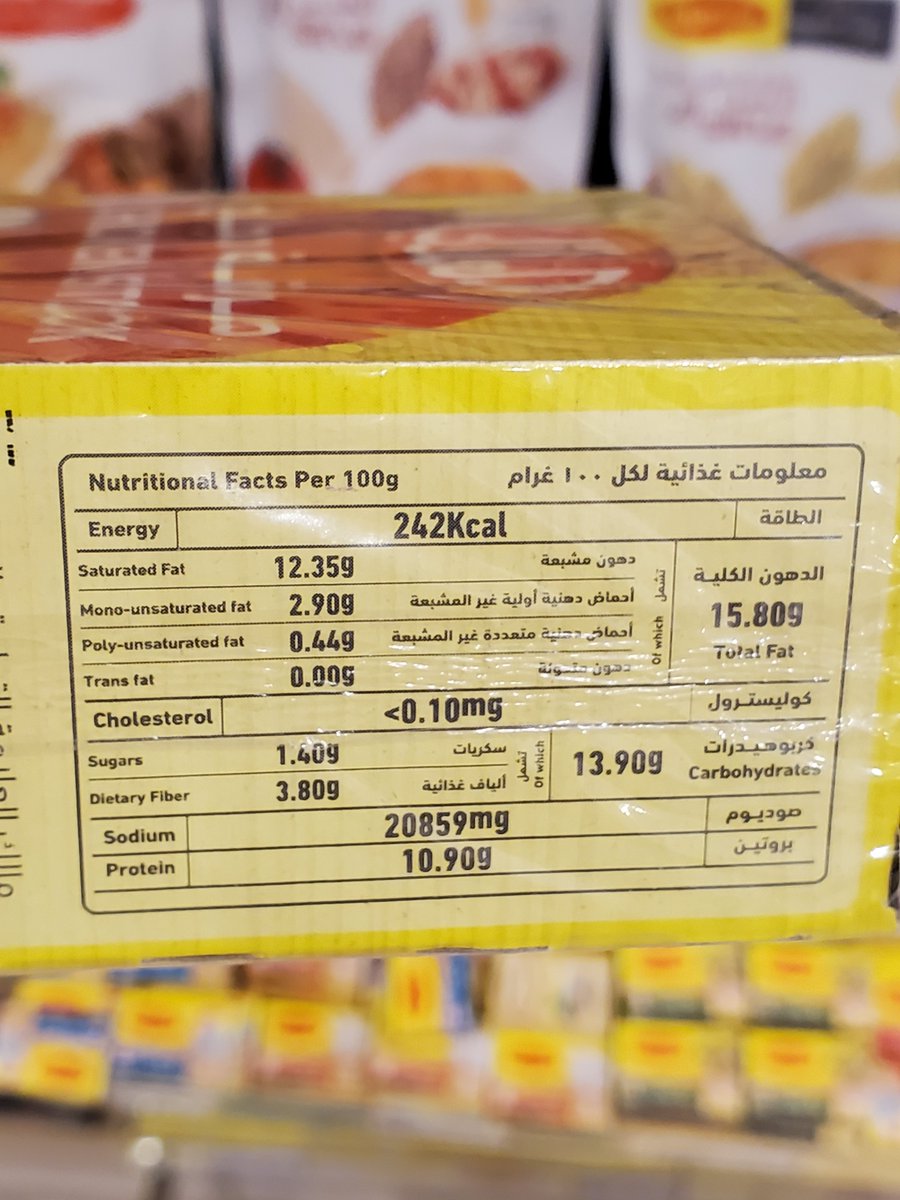 Nutritional Facts Per 100g معلومات غذائية لكل ١٠٠ غرام
Energy 242Kcal الطاقة
Saturated Fat 12.35g دهون مشبعة
Mono-unsaturated fat 2.90g أحماض دهنية أولية غير المشبعة
Poly-unsaturated fat 0.44g أحماض دهنية متعددة غير المشبعة
Trans fat 0.00g دهون متحولة
تشمل
Of which
الدهون الكلية
15.80g
Total Fat
Cholesterol <0.10mg كوليسترول
Sugars 1.40g سكريات
Dietary Fiber 3.80g ألياف غذائية
تشمل
Of which
13.90g كربوهيدرات
Carbohydrates
Sodium 20859mg صوديوم
Protein 10.90g بروتين